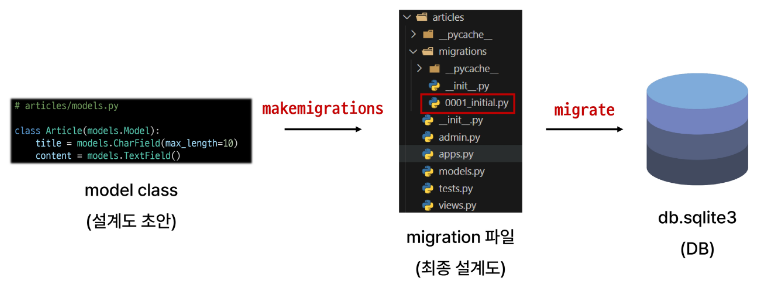 # articles/models.py
class Article(models.Model):
title = models.CharField(max_length=10)
content = models.TextField()
model class
(설계도 초안)
makemigrations
articles
__pycache__
migrations
__pycache__
__init__.py
0001_initial.py
__init__.py
admin.py
apps.py
models.py
tests.py
views.py
migration 파일
(최종 설계도)
migrate
db.sqlite3
(DB)